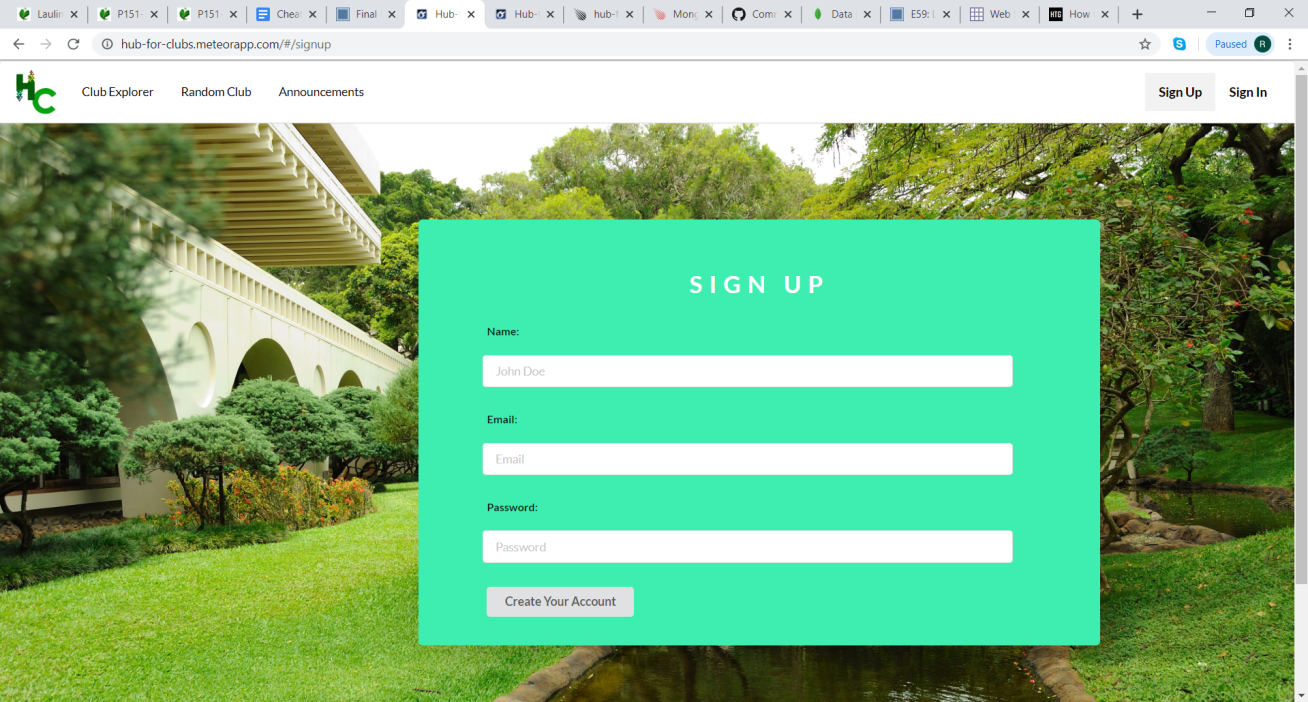 Laulin P151- P151 Chea Final Hub- Hub- hub-f Mong Comr Data E59: L Web How
hub-for-clubs.meteorapp.com/#/signup Paused R
HC Club Explorer Random Club Announcements Sign Up Sign In
SIGN UP
Name:
John Doe
Email:
Email
Password:
Password
Create Your Account